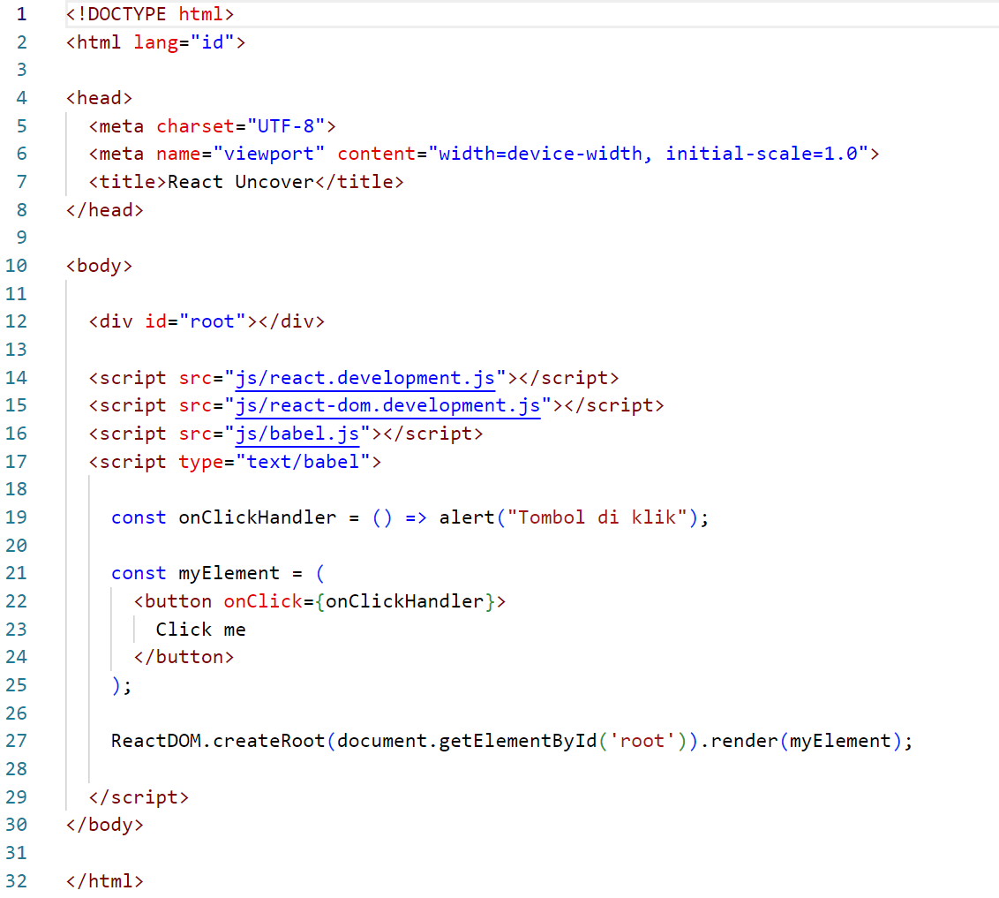 1 <!DOCTYPE html>
2 <html lang="id">
3
4 <head>
5   <meta charset="UTF-8">
6   <meta name="viewport" content="width=device-width, initial-scale=1.0">
7   <title>React Uncover</title>
8 </head>
9
10 <body>
11
12   <div id="root"></div>
13
14   <script src="js/react.development.js"></script>
15   <script src="js/react-dom.development.js"></script>
16   <script src="js/babel.js"></script>
17   <script type="text/babel">
18
19     const onClickHandler = () => alert("Tombol di klik");
20
21     const myElement = (
22       <button onClick={onClickHandler}>
23         Click me
24       </button>
25     );
26
27     ReactDOM.createRoot(document.getElementById('root')).render(myElement);
28
29   </script>
30 </body>
31
32 </html>